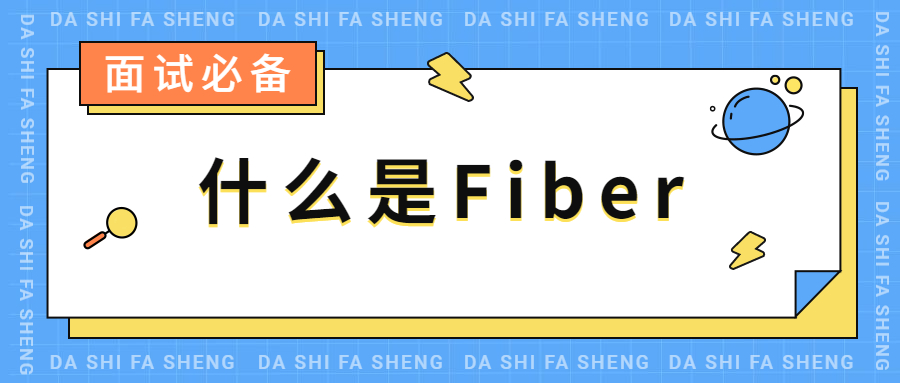 DA SHI FA SHENG DA SHI FA SHENG DA SHI FA SHENG DA SHI FA SHENG
DA SHI FA SHENG DA SHI FA SHENG
面试必备
什么是Fiber
DA SHI FA SHENG DA SHI FA SHENG
DA SHI FA SHENG DA SHI FA SHENG DA SHI FA SHENG DA SHI FA SHENG